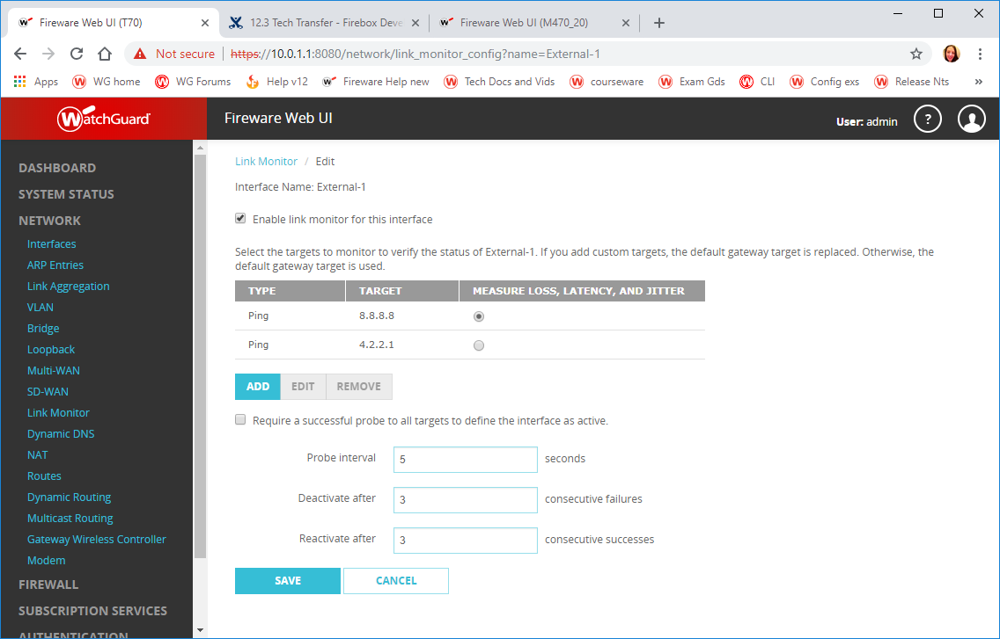 Fireware Web UI (T70)
12.3 Tech Transfer - Firebox Deve
Fireware Web UI (M470_20)
Not secure
https://10.0.1.1:8080/network/link_monitor_config?name=External-1
Apps
WG home
WG Forums
Help v12
Fireware Help new
Tech Docs and Vids
courseware
Exam Gds
CLI
Config exs
Release Nts
»
WatchGuard
Fireware Web UI
User: admin
?
DASHBOARD
SYSTEM STATUS
NETWORK
Interfaces
ARP Entries
Link Aggregation
VLAN
Bridge
Loopback
Multi-WAN
SD-WAN
Link Monitor
Dynamic DNS
NAT
Routes
Dynamic Routing
Multicast Routing
Gateway Wireless Controller
Modem
FIREWALL
SUBSCRIPTION SERVICES
AUTHENTICATION
Link Monitor / Edit
Interface Name: External-1
Enable link monitor for this interface
Select the targets to monitor to verify the status of External-1. If you add custom targets, the default gateway target is replaced. Otherwise, the
default gateway target is used.
TYPE TARGET MEASURE LOSS, LATENCY, AND JITTER
Ping 8.8.8.8
Ping 4.2.2.1
ADD EDIT REMOVE
Require a successful probe to all targets to define the interface as active.
Probe interval 5 seconds
Deactivate after 3 consecutive failures
Reactivate after 3 consecutive successes
SAVE CANCEL